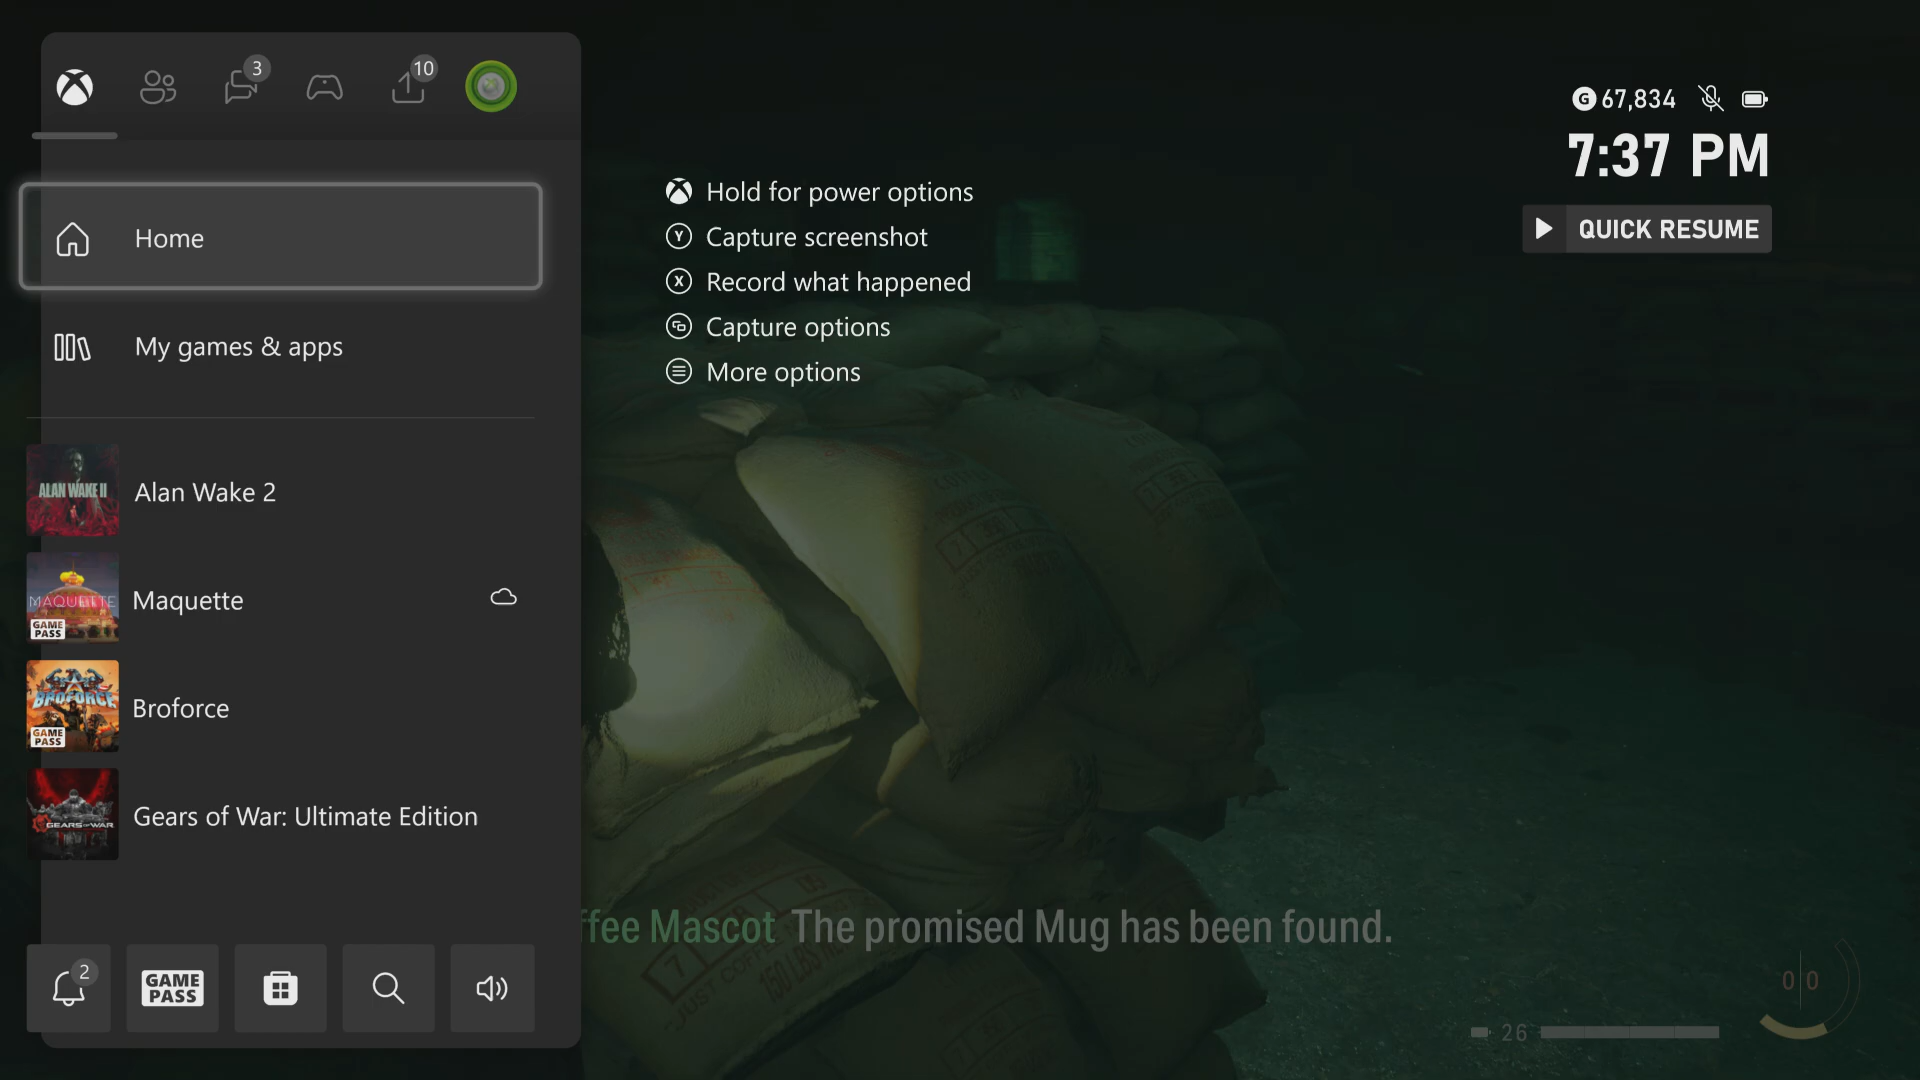 3
10
67,834
7:37 PM
QUICK RESUME
Hold for power options
Y Capture screenshot
X Record what happened
Capture options
More options
Home
My games & apps
ALAN WAKE II
Alan Wake 2
MAQUETTE
GAME PASS
Maquette
BROFORCE
GAME PASS
Broforce
GEARS OF WAR
Gears of War: Ultimate Edition
ffee Mascot The promised Mug has been found.
2
GAME PASS
26
0|0